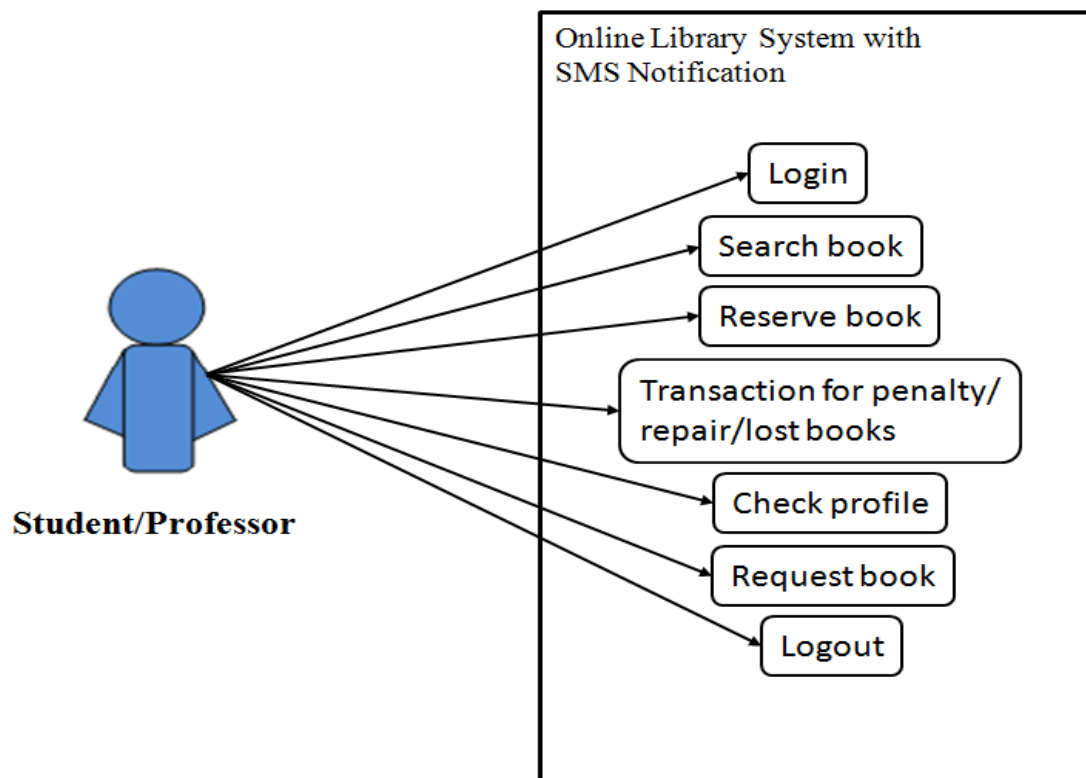 Online Library System with
SMS Notification
Login
Search book
Reserve book
Transaction for penalty/
repair/lost books
Check profile
Student/Professor
Request book
Logout